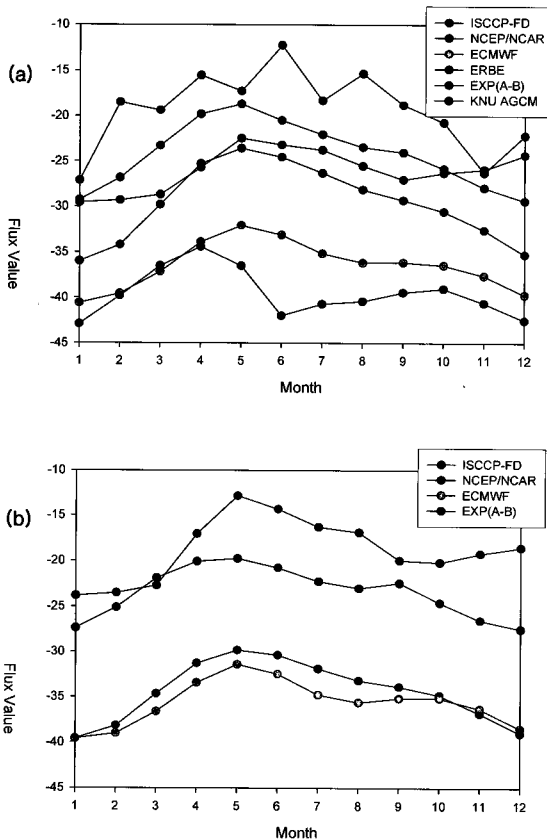 (a)
ISCCP-FD
NCEP/NCAR
ECMWF
ERBE
EXP(A-B)
KNU AGCM
Flux Value
-10
-15
-20
-25
-30
-35
-40
-45
1 2 3 4 5 6 7 8 9 10 11 12
Month
(b)
ISCCP-FD
NCEP/NCAR
ECMWF
EXP(A-B)
Flux Value
-10
-15
-20
-25
-30
-35
-40
-45
1 2 3 4 5 6 7 8 9 10 11 12
Month